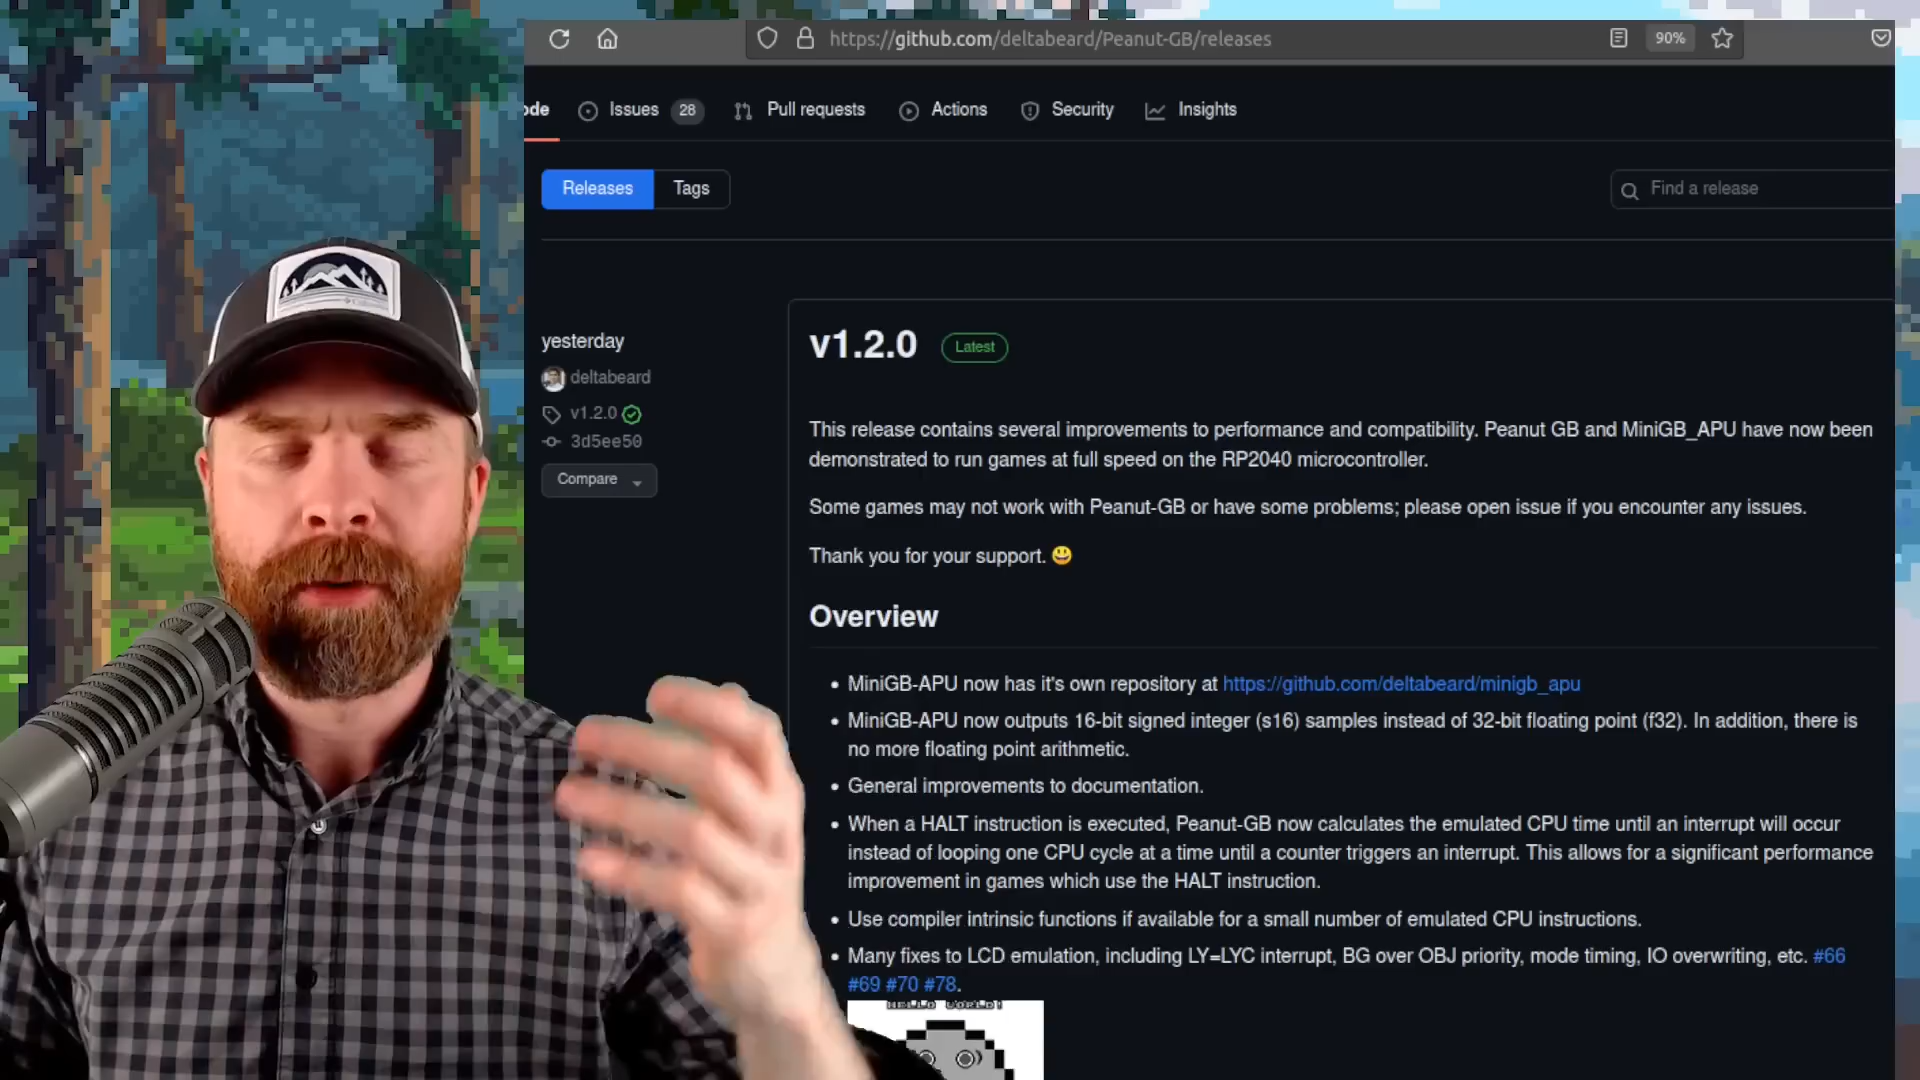 https://github.com/deltabeard/Peanut-GB/releases
90%
ode
Issues 28
Pull requests
Actions
Security
Insights
Releases
Tags
Find a release
yesterday
deltabeard
v1.2.0
3d5ee50
Compare
v1.2.0
Latest
This release contains several improvements to performance and compatibility. Peanut GB and MiniGB_APU have now been
demonstrated to run games at full speed on the RP2040 microcontroller.
Some games may not work with Peanut-GB or have some problems; please open issue if you encounter any issues.
Thank you for your support. 😃
Overview
• MiniGB-APU now has it's own repository at https://github.com/deltabeard/minigb_apu
• MiniGB-APU now outputs 16-bit signed integer (s16) samples instead of 32-bit floating point (f32). In addition, there is
no more floating point arithmetic.
• General improvements to documentation.
• When a HALT instruction is executed, Peanut-GB now calculates the emulated CPU time until an interrupt will occur
instead of looping one CPU cycle at a time until a counter triggers an interrupt. This allows for a significant performance
improvement in games which use the HALT instruction.
• Use compiler intrinsic functions if available for a small number of emulated CPU instructions.
• Many fixes to LCD emulation, including LY=LYC interrupt, BG over OBJ priority, mode timing, IO overwriting, etc. #66
#69 #70 #78.
HELLO WORLD!